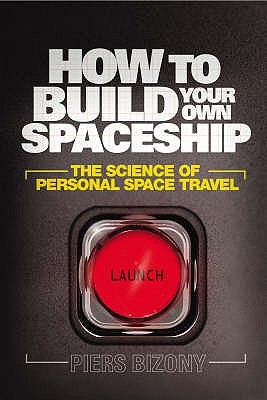 HOW TO
BUILD YOUR OWN
SPACESHIP
THE SCIENCE OF
PERSONAL SPACE TRAVEL
LAUNCH
PIERS BIZONY